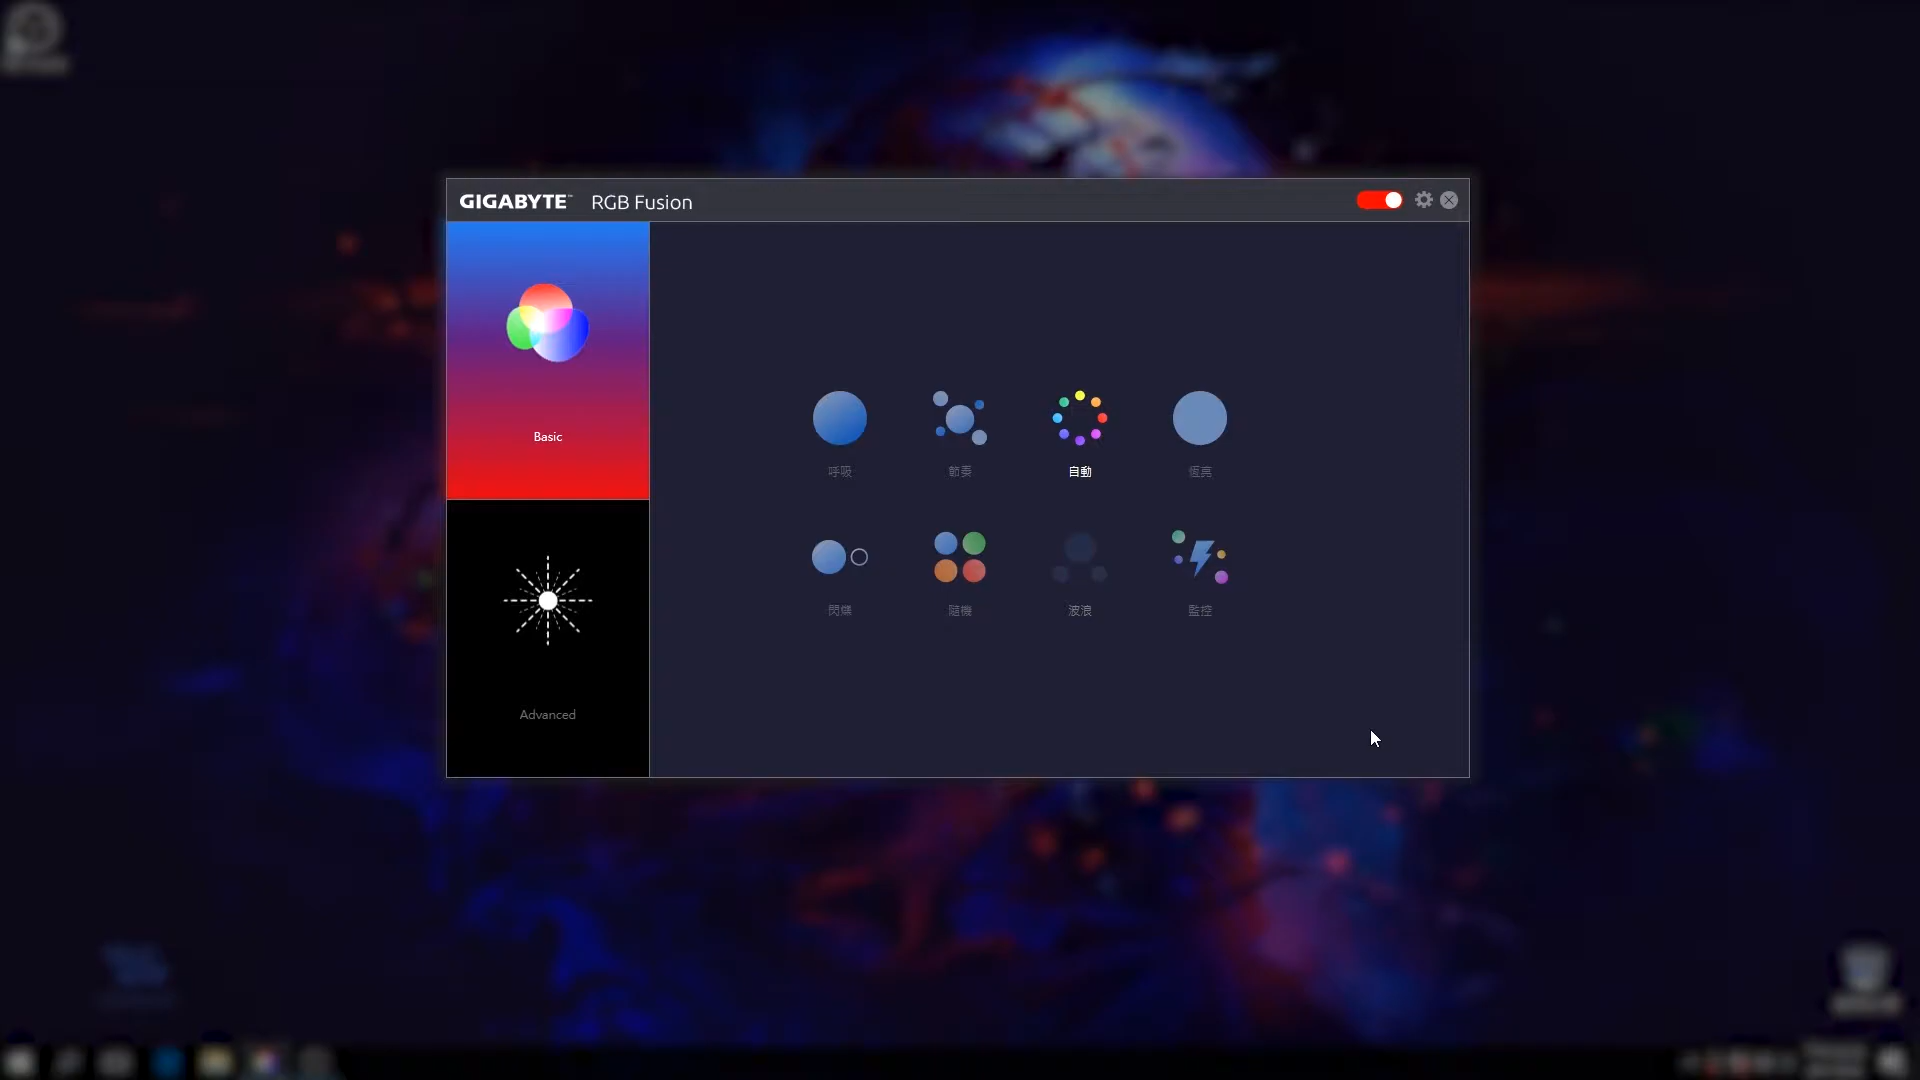 GIGABYTE™ RGB Fusion
Basic
呼吸 節奏 自動 恆亮
閃爍 隨機 波浪 監控
Advanced